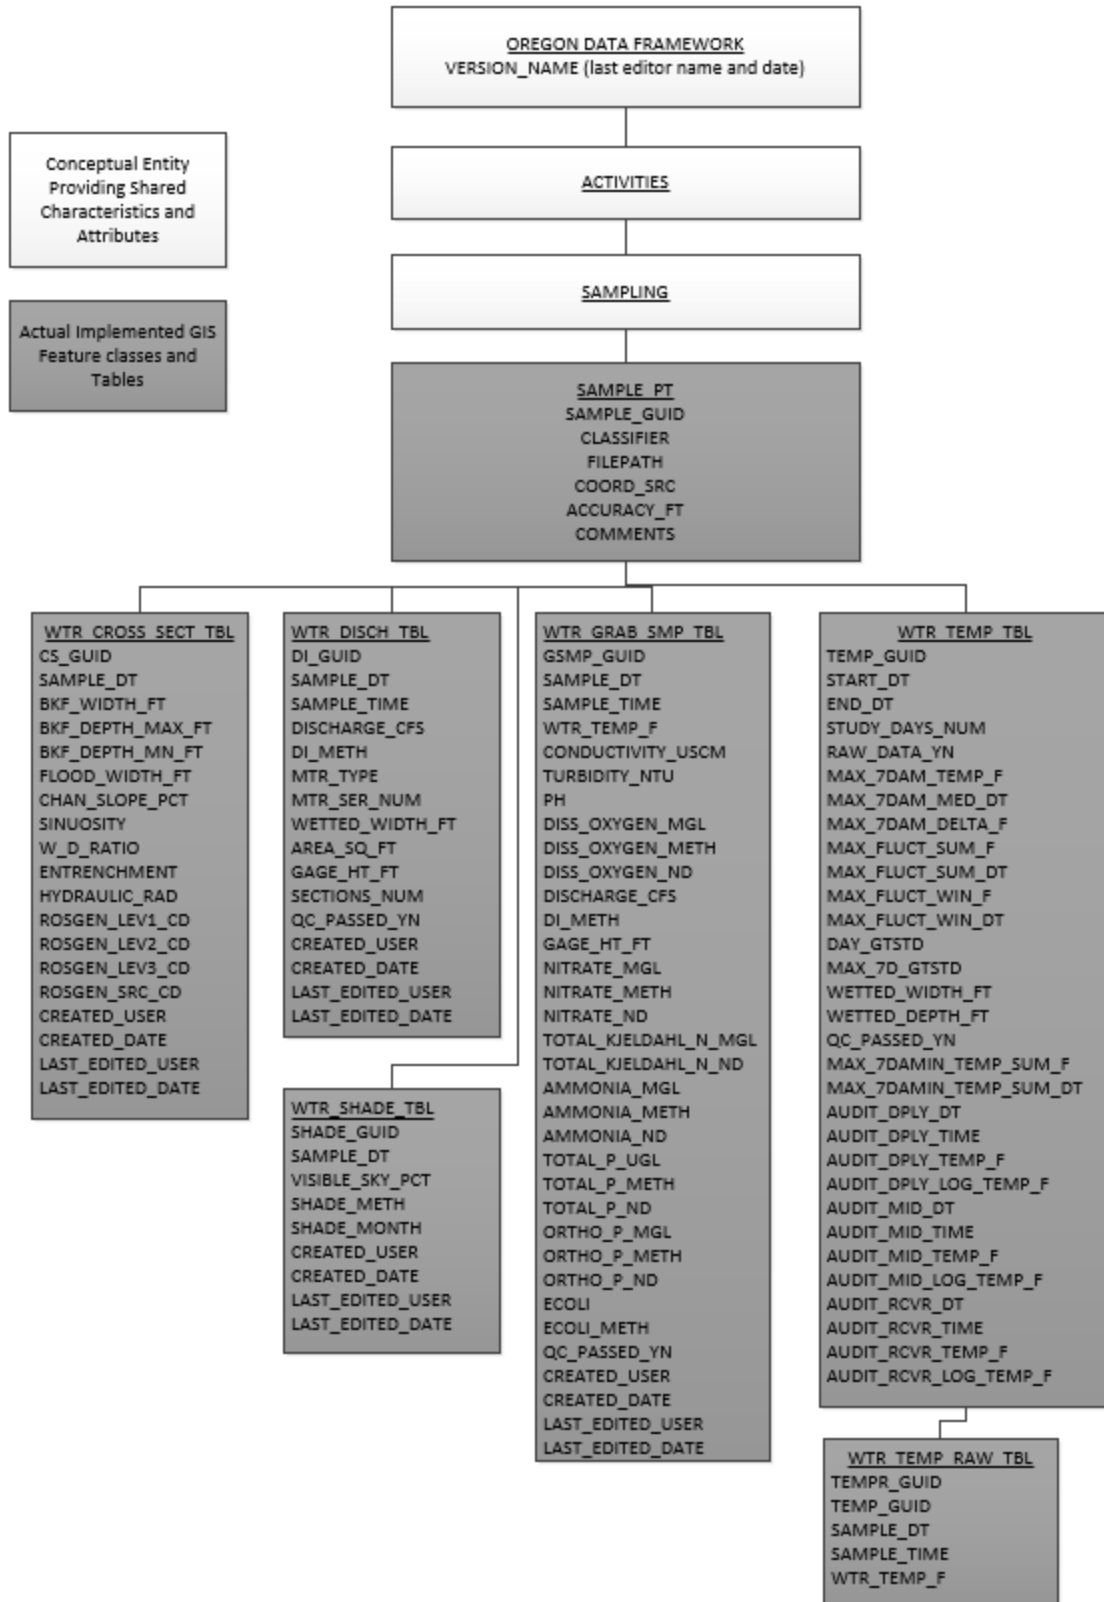 OREGON DATA FRAMEWORK
VERSION_NAME (last editor name and date)
Conceptual Entity
Providing Shared
Characteristics and
Attributes
ACTIVITIES
SAMPLING
Actual Implemented GIS
Feature classes and
Tables
SAMPLE_PT
SAMPLE_GUID
CLASSIFIER
FILEPATH
COORD_SRC
ACCURACY_FT
COMMENTS
WTR_CROSS_SECT_TBL
CS_GUID
SAMPLE_DT
BKF_WIDTH_FT
BKF_DEPTH_MAX_FT
BKF_DEPTH_MN_FT
FLOOD_WIDTH_FT
CHAN_SLOPE_PCT
SINUOSITY
W_D_RATIO
ENTRENCHMENT
HYDRAULIC_RAD
ROSGEN_LEV1_CD
ROSGEN_LEV2_CD
ROSGEN_LEV3_CD
ROSGEN_SRC_CD
CREATED_USER
CREATED_DATE
LAST_EDITED_USER
LAST_EDITED_DATE
WTR_DISCH_TBL
DI_GUID
SAMPLE_DT
SAMPLE_TIME
DISCHARGE_CFS
DI_METH
MTR_TYPE
MTR_SER_NUM
WETTED_WIDTH_FT
AREA_SQ_FT
GAGE_HT_FT
SECTIONS_NUM
QC_PASSED_YN
CREATED_USER
CREATED_DATE
LAST_EDITED_USER
LAST_EDITED_DATE
WTR_SHADE_TBL
SHADE_GUID
SAMPLE_DT
VISIBLE_SKY_PCT
SHADE_METH
SHADE_MONTH
CREATED_USER
CREATED_DATE
LAST_EDITED_USER
LAST_EDITED_DATE
WTR_GRAB_SMP_TBL
GSMP_GUID
SAMPLE_DT
SAMPLE_TIME
WTR_TEMP_F
CONDUCTIVITY_USCM
TURBIDITY_NTU
PH
DISS_OXYGEN_MGL
DISS_OXYGEN_METH
DISS_OXYGEN_ND
DISCHARGE_CFS
DI_METH
GAGE_HT_FT
NITRATE_MGL
NITRATE_METH
NITRATE_ND
TOTAL_KJELDAHL_N_MGL
TOTAL_KJELDAHL_N_ND
AMMONIA_MGL
AMMONIA_METH
AMMONIA_ND
TOTAL_P_UGL
TOTAL_P_METH
TOTAL_P_ND
ORTHO_P_MGL
ORTHO_P_METH
ORTHO_P_ND
ECOLI
ECOLI_METH
QC_PASSED_YN
CREATED_USER
CREATED_DATE
LAST_EDITED_USER
LAST_EDITED_DATE
WTR_TEMP_TBL
TEMP_GUID
START_DT
END_DT
STUDY_DAYS_NUM
RAW_DATA_YN
MAX_7DAM_TEMP_F
MAX_7DAM_MED_DT
MAX_7DAM_DELTA_F
MAX_FLUCT_SUM_F
MAX_FLUCT_SUM_DT
MAX_FLUCT_WIN_F
MAX_FLUCT_WIN_DT
DAY_GTSTD
MAX_7D_GTSTD
WETTED_WIDTH_FT
WETTED_DEPTH_FT
QC_PASSED_YN
MAX_7DAMIN_TEMP_SUM_F
MAX_7DAMIN_TEMP_SUM_DT
AUDIT_DPLY_DT
AUDIT_DPLY_TIME
AUDIT_DPLY_TEMP_F
AUDIT_DPLY_LOG_TEMP_F
AUDIT_MID_DT
AUDIT_MID_TIME
AUDIT_MID_TEMP_F
AUDIT_MID_LOG_TEMP_F
AUDIT_RCVR_DT
AUDIT_RCVR_TIME
AUDIT_RCVR_TEMP_F
AUDIT_RCVR_LOG_TEMP_F
WTR_TEMP_RAW_TBL
TEMPR_GUID
TEMP_GUID
SAMPLE_DT
SAMPLE_TIME
WTR_TEMP_F